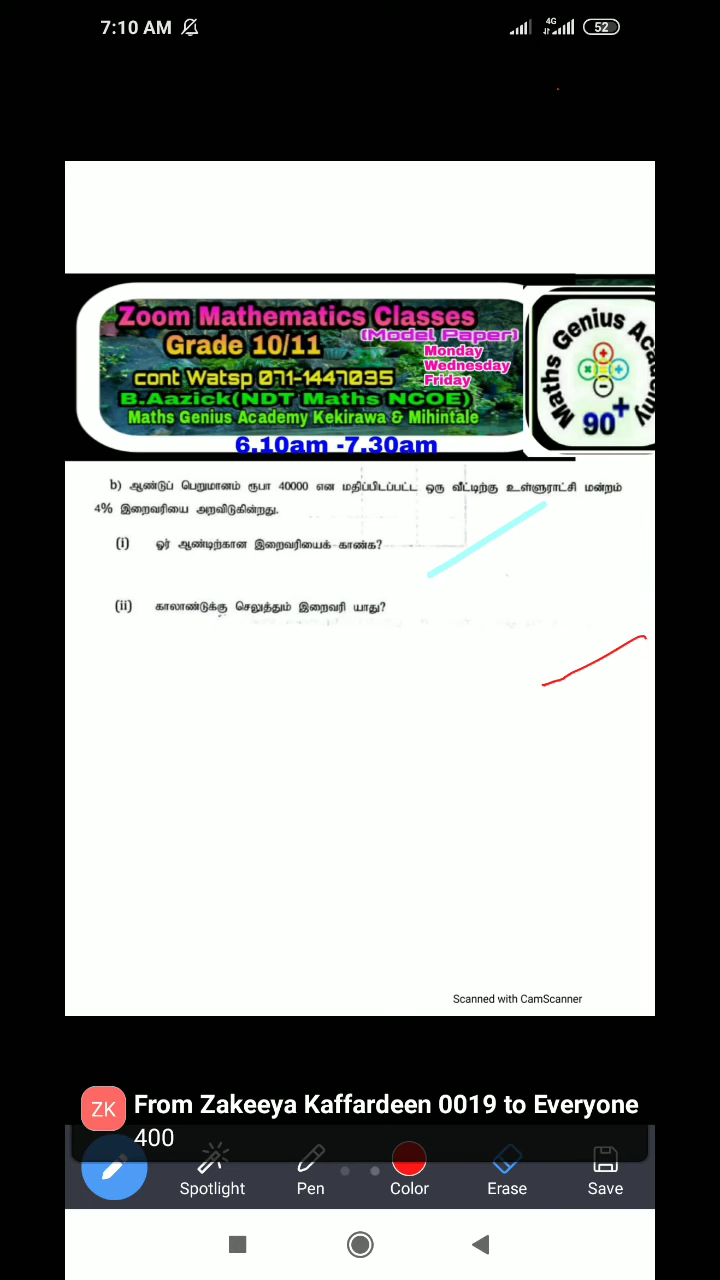 7:10 AM
4G
52
Zoom Mathematics Classes
(Model Paper)
Grade 10/11
Monday
Wednesday
Friday
cont Watsp 071-1447035
B.Aazick(NDT Maths NCOE)
Maths Genius Academy Kekirawa & Mihintale
6.10am -7.30am
Maths Genius Academy
90+
b) ஆண்டுப் பெறுமானம் ரூபா 40000 என மதிப்பிடப்பட்ட ஒரு வீட்டிற்கு உள்ளுராட்சி மன்றம்
4% இறைவரியை அறவிடுகின்றது.
(i) ஓர் ஆண்டிற்கான இறைவரியைக் காண்க?
(ii) காலாண்டுக்கு செலுத்தும் இறைவரி யாது?
Scanned with CamScanner
ZK
From Zakeeya Kaffardeen 0019 to Everyone
400
Spotlight
Pen
Color
Erase
Save